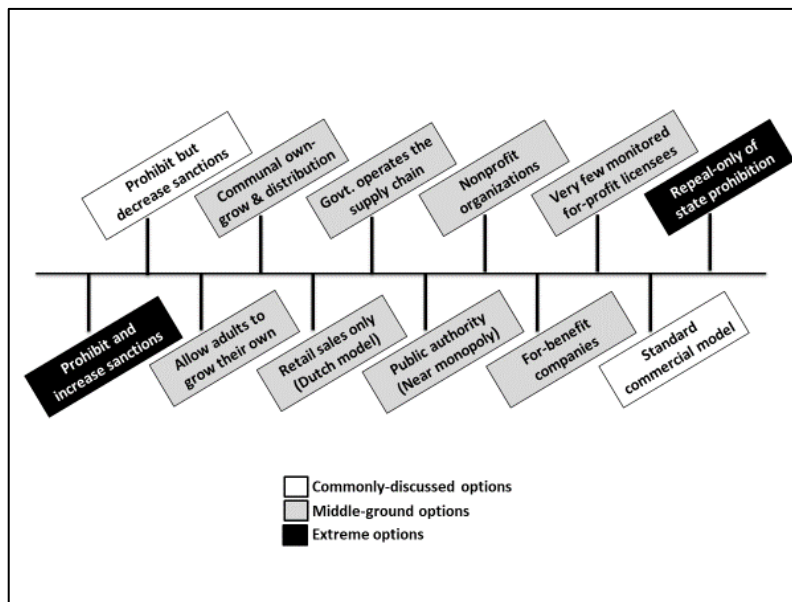 Prohibit but
decrease sanctions
Communal own-
grow & distribution
Govt. operates the
supply chain
Nonprofit
organizations
Very few monitored
for-profit licensees
Repeal-only of
state prohibition
Prohibit and
increase sanctions
Allow adults to
grow their own
Retail sales only
(Dutch model)
Public authority
(Near monopoly)
For-benefit
companies
Standard
commercial model
Commonly-discussed options
Middle-ground options
Extreme options